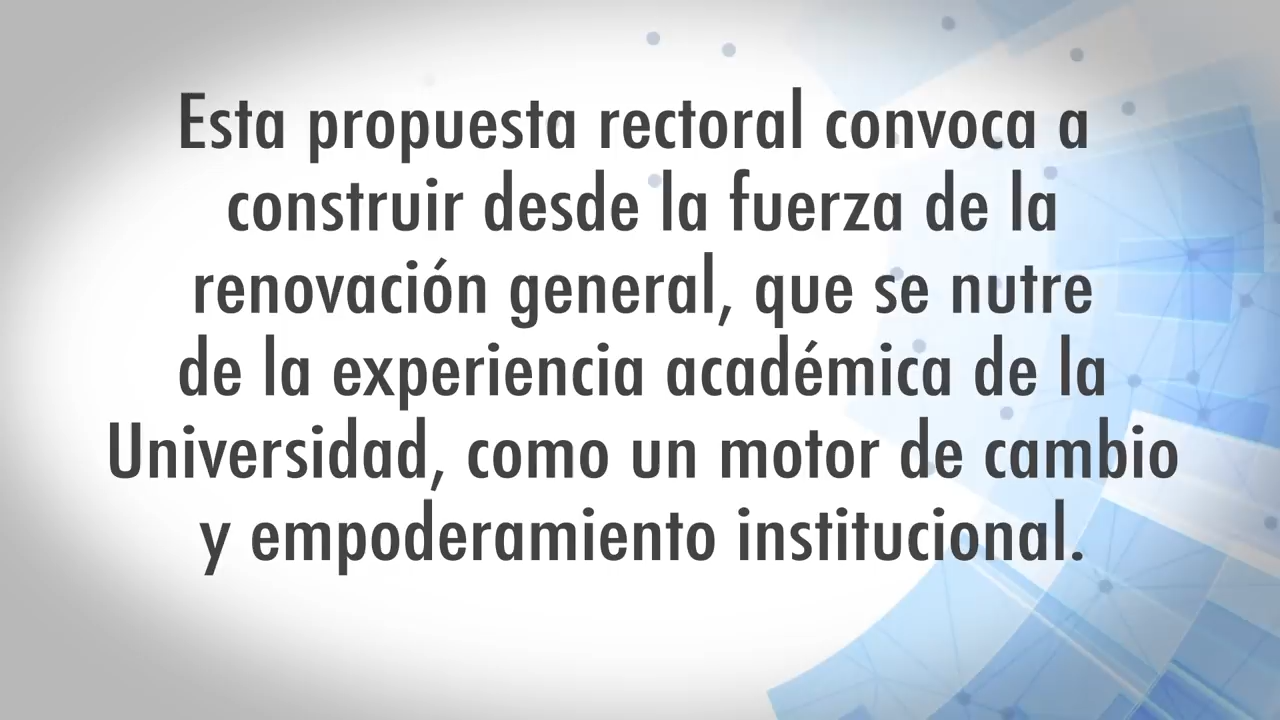 Esta propuesta rectoral convoca a
construir desde la fuerza de la
renovación general, que se nutre
de la experiencia académica de la
Universidad, como un motor de cambio
y empoderamiento institucional.